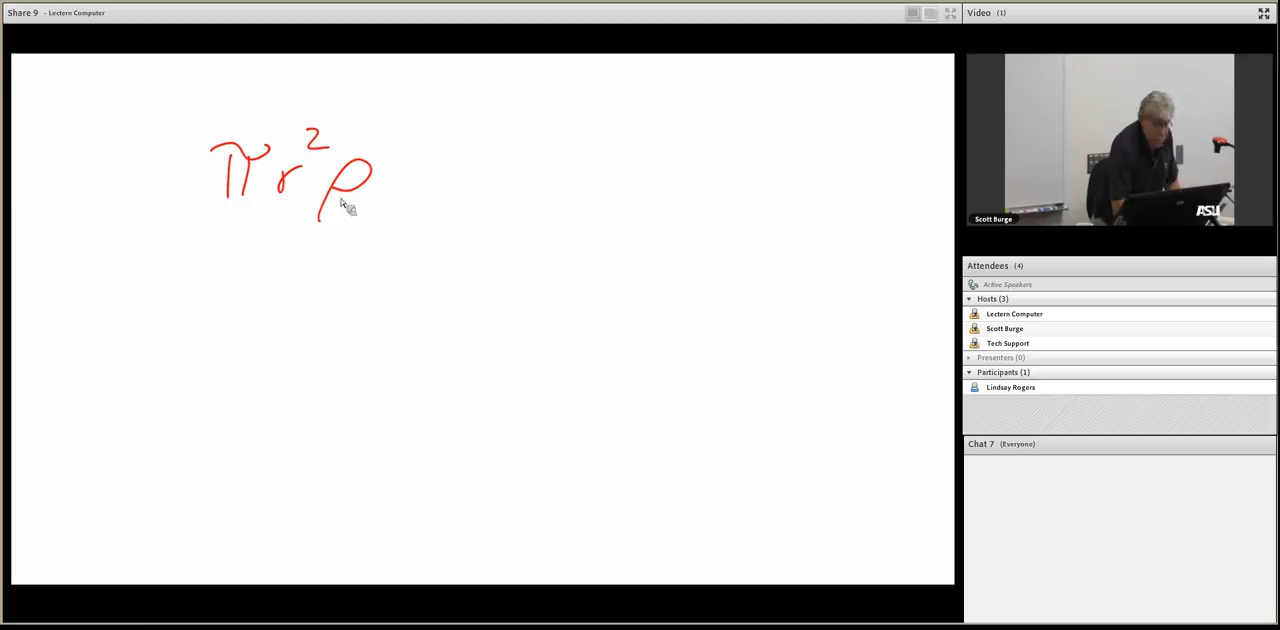 Share 9 - Lectern Computer
Video (1)
πr²ρ
ASU
Scott Burge
Attendees (4)
Active Speakers
Hosts (3)
Lectern Computer
Scott Burge
Tech Support
Presenters (0)
Participants (1)
Lindsay Rogers
Chat 7 (Everyone)